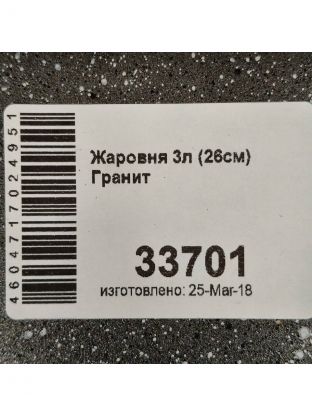 4604717024951
Жаровня 3л (26см)
Гранит
33701
изготовлено: 25-Mar-18